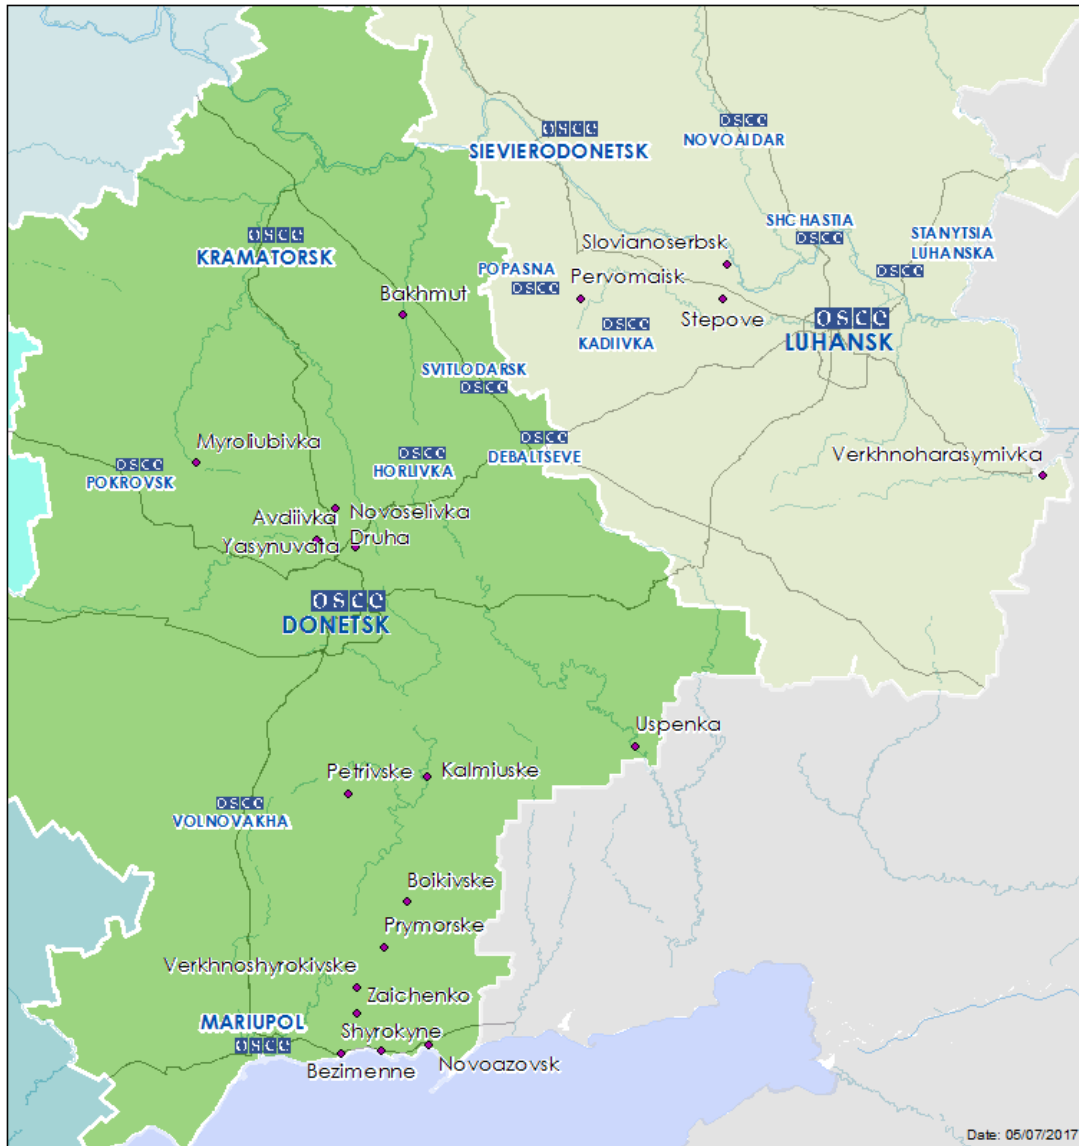 OSCE
SIEVIERODONETSK
OSCE
NOVOAIDAR
SHCHASTIA
OSCE
STANYTSIA
LUHANSKA
OSCE
OSCE
KRAMATORSK
Slovianoserbsk
POPASNA
OSCE
Pervomaisk
Bakhmut
Stepove
OSCE
KADIIVKA
OSCE
LUHANSK
SVITLODARSK
OSCE
Myroliubivka
OSCE
POKROVSK
OSCE
HORLIVKA
OSCE
DEBALTSEVE
Verkhnoharasymivka
Avdiivka
Novoselivka
Druha
Yasynuvata
OSCE
DONETSK
Uspenka
Petrivske
Kalmiuske
OSCE
VOLNOVAKHA
Boikivske
Prymorske
Verkhnoshyrokivske
Zaichenko
MARIUPOL
OSCE
Shyrokyne
Bezimenne
Novoazovsk
Date: 05/07/2017